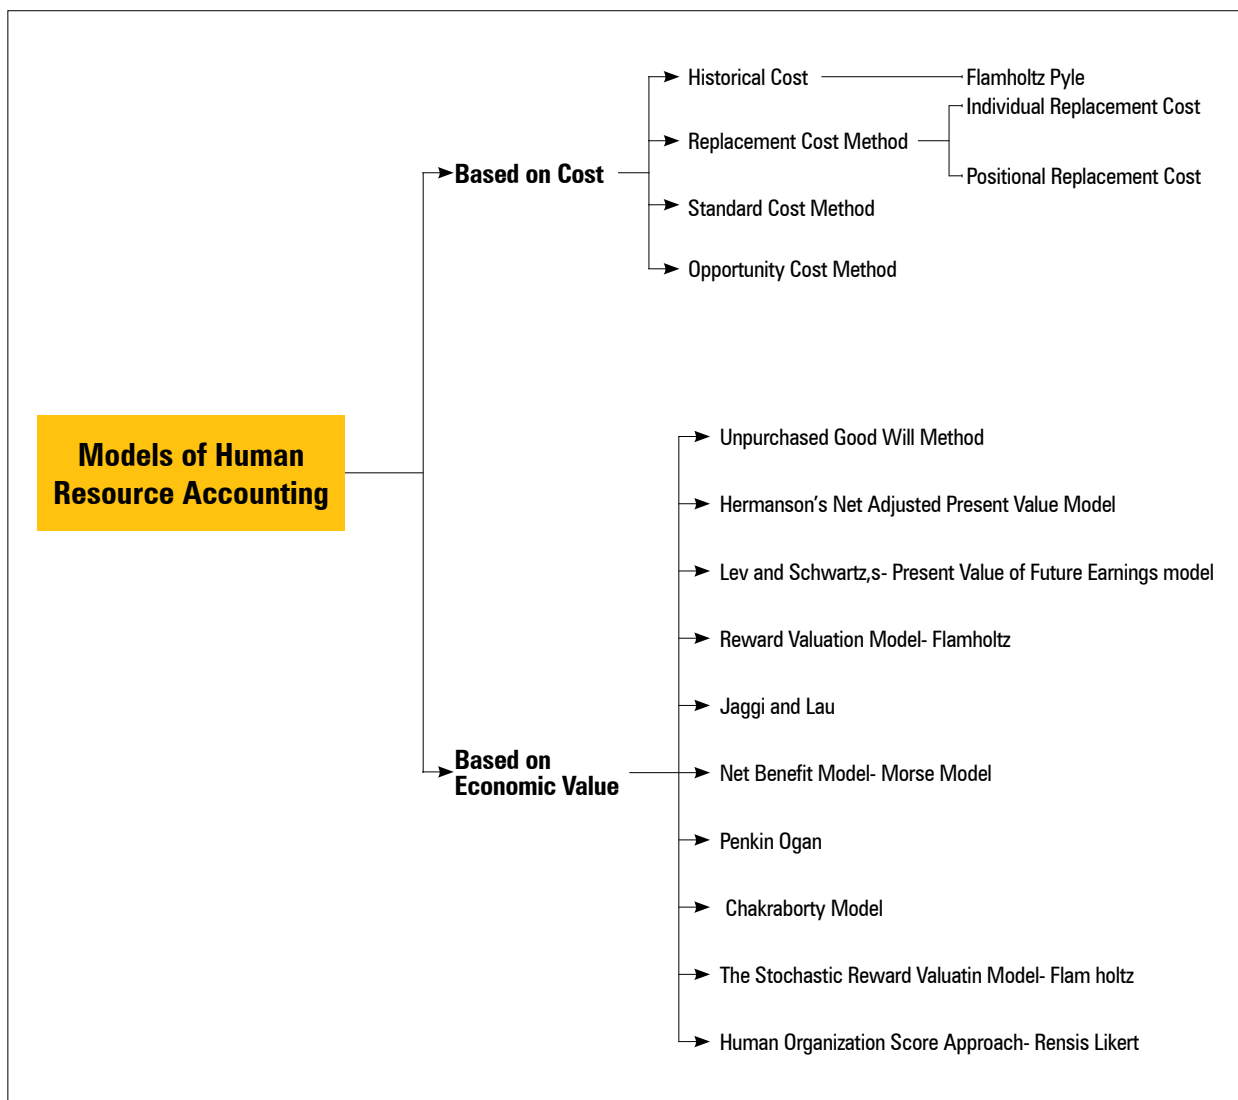 Models of Human
Resource Accounting
Based on Cost
Historical Cost
Flamholtz Pyle
Replacement Cost Method
Individual Replacement Cost
Positional Replacement Cost
Standard Cost Method
Opportunity Cost Method
Based on
Economic Value
Unpurchased Good Will Method
Hermanson’s Net Adjusted Present Value Model
Lev and Schwartz,s- Present Value of Future Earnings model
Reward Valuation Model- Flamholtz
Jaggi and Lau
Net Benefit Model- Morse Model
Penkin Ogan
Chakraborty Model
The Stochastic Reward Valuatin Model- Flam holtz
Human Organization Score Approach- Rensis Likert